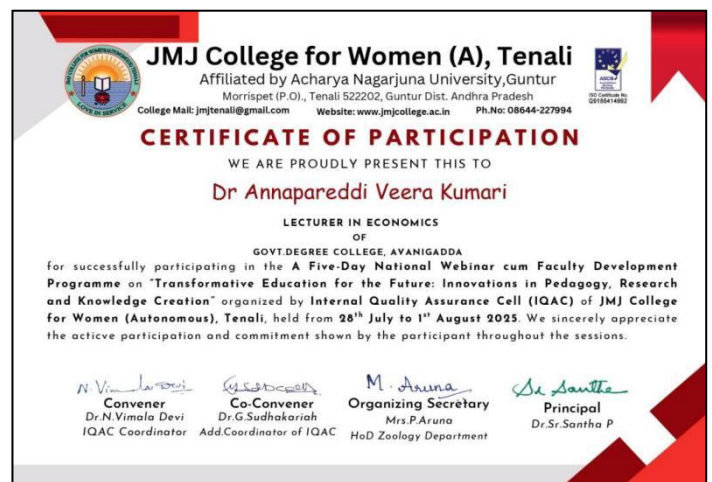 JMJ College for Women (A), Tenali
Affiliated by Acharya Nagarjuna University,Guntur
Morrispet (P.O)., Tenali 522202, Guntur Dist. Andhra Pradesh
College Mail: jmjtenali@gmail.com Website: www.jmjcollege.ac.in Ph.No: 08644-227994
LOVE IN SERVICE
ASCB
ISO Certificate No.
CERTIFICATE OF PARTICIPATION
WE ARE PROUDLY PRESENT THIS TO
Dr Annapareddi Veera Kumari
LECTURER IN ECONOMICS
OF
GOVT.DEGREE COLLEGE, AVANIGADDA
for successfully participating in the A Five-Day National Webinar cum Faculty Development
Programme on "Transformative Education for the Future: Innovations in Pedagogy, Research
and Knowledge Creation" organized by Internal Quality Assurance Cell (IQAC) of JMJ College
for Women (Autonomous), Tenali, held from 28th July to 1st August 2025. We sincerely appreciate
the acticve participation and commitment shown by the participant throughout the sessions.
N. Vimala Devi
M. Aruna
Sr Santha
Convener Co-Convener Organizing Secretary Principal
Dr.N.Vimala Devi Dr.G.Sudhakariah Mrs.P.Aruna Dr.Sr.Santha P
IQAC Coordinator Add.Coordinator of IQAC HoD Zoology Department